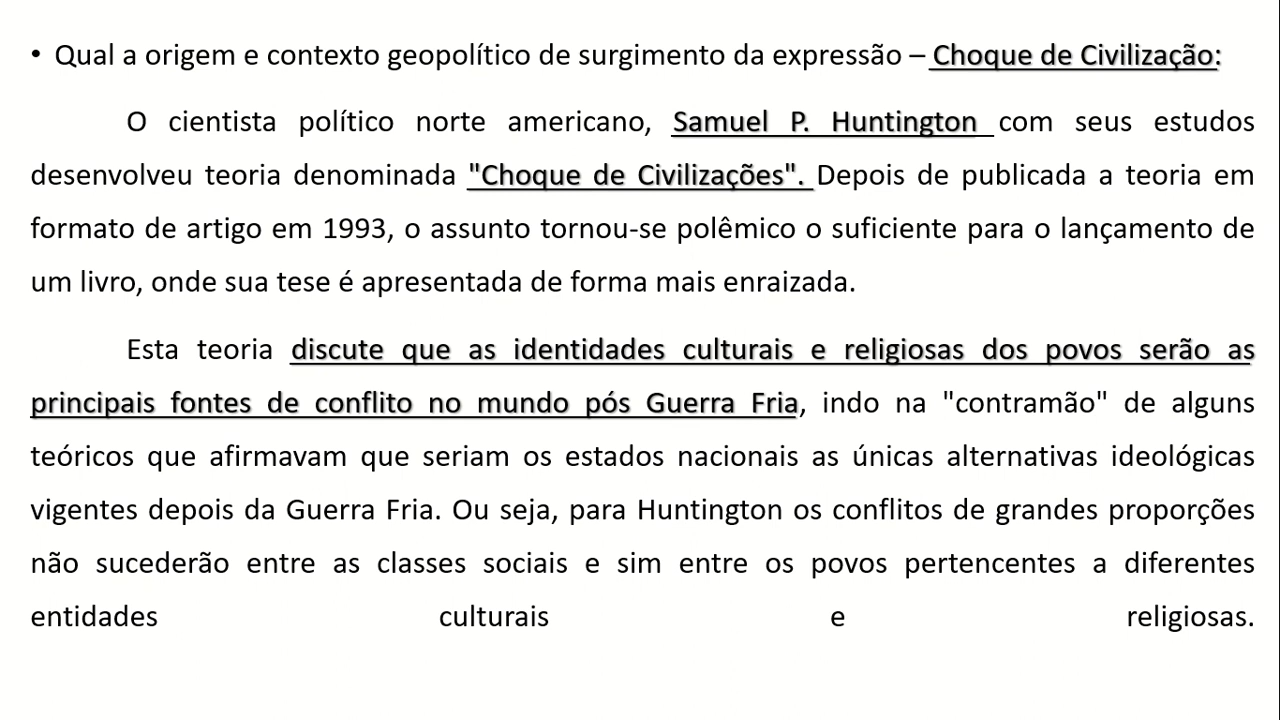 • Qual a origem e contexto geopolítico de surgimento da expressão – Choque de Civilização:
O cientista político norte americano, Samuel P. Huntington com seus estudos
desenvolveu teoria denominada "Choque de Civilizações". Depois de publicada a teoria em
formato de artigo em 1993, o assunto tornou-se polêmico o suficiente para o lançamento de
um livro, onde sua tese é apresentada de forma mais enraizada.
Esta teoria discute que as identidades culturais e religiosas dos povos serão as
principais fontes de conflito no mundo pós Guerra Fria, indo na "contramão" de alguns
teóricos que afirmavam que seriam os estados nacionais as únicas alternativas ideológicas
vigentes depois da Guerra Fria. Ou seja, para Huntington os conflitos de grandes proporções
não sucederão entre as classes sociais e sim entre os povos pertencentes a diferentes
entidades culturais e religiosas.